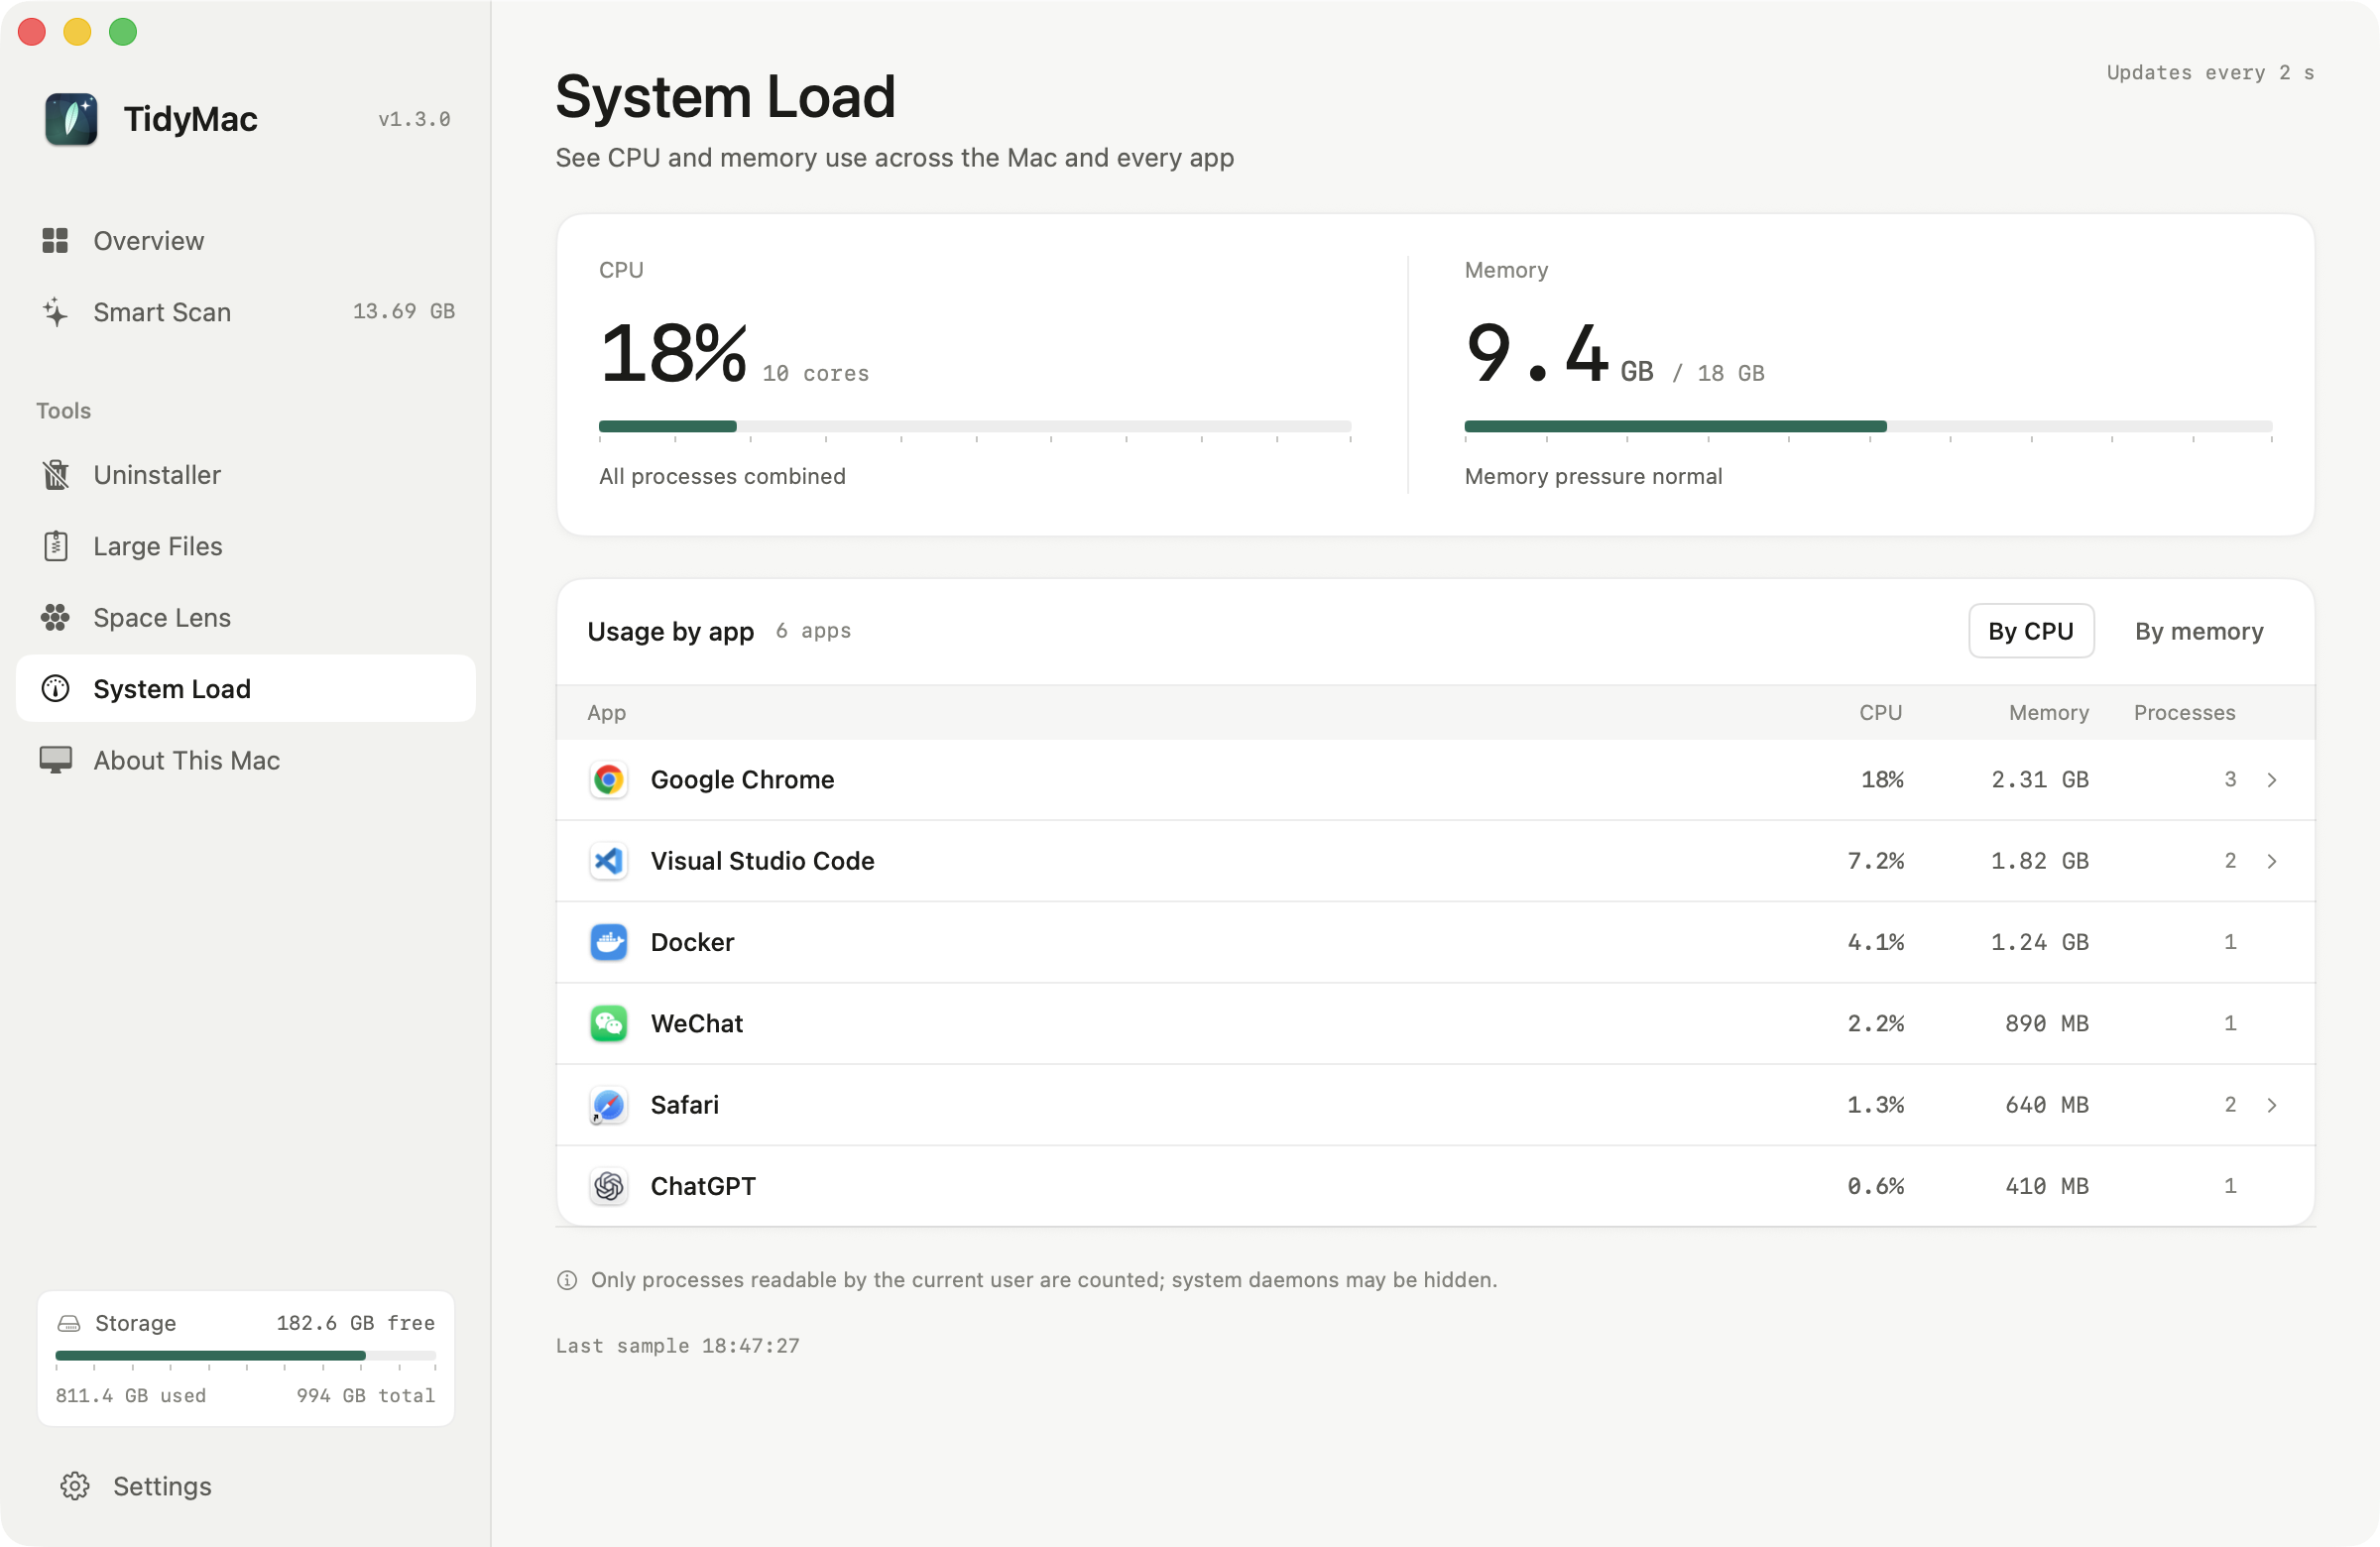 TidyMac v1.3.0
Overview
Smart Scan 13.69 GB
Tools
Uninstaller
Large Files
Space Lens
System Load
About This Mac
Storage 182.6 GB free
811.4 GB used 994 GB total
Settings
System Load
Updates every 2 s
See CPU and memory use across the Mac and every app
CPU
18% 10 cores
All processes combined
Memory
9.4 GB / 18 GB
Memory pressure normal
Usage by app 6 apps By CPU By memory
App CPU Memory Processes
Google Chrome 18% 2.31 GB 3
Visual Studio Code 7.2% 1.82 GB 2
Docker 4.1% 1.24 GB 1
WeChat 2.2% 890 MB 1
Safari 1.3% 640 MB 2
ChatGPT 0.6% 410 MB 1
Only processes readable by the current user are counted; system daemons may be hidden.
Last sample 18:47:27